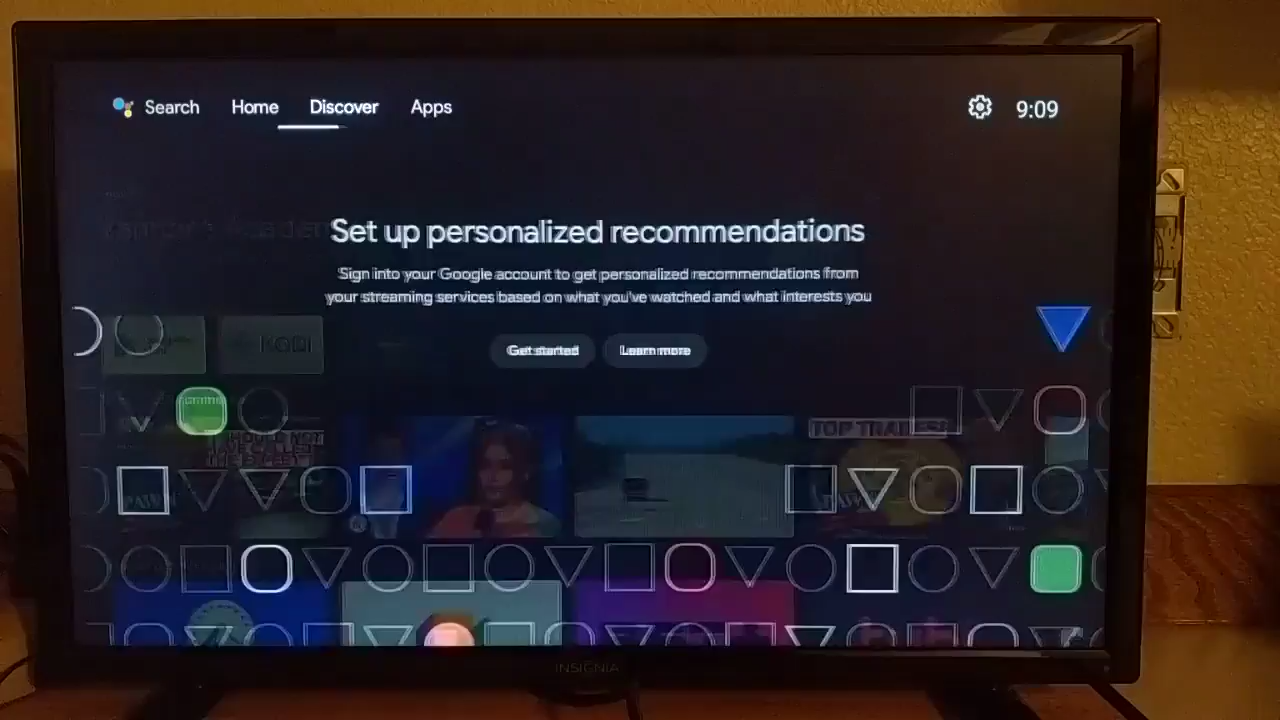 Search Home Discover Apps 9:09
Set up personalized recommendations
Sign into your Google account to get personalized recommendations from
your streaming services based on what you've watched and what interests you
Get started Learn more
KODI
TOP TRADES!
INSIGNIA